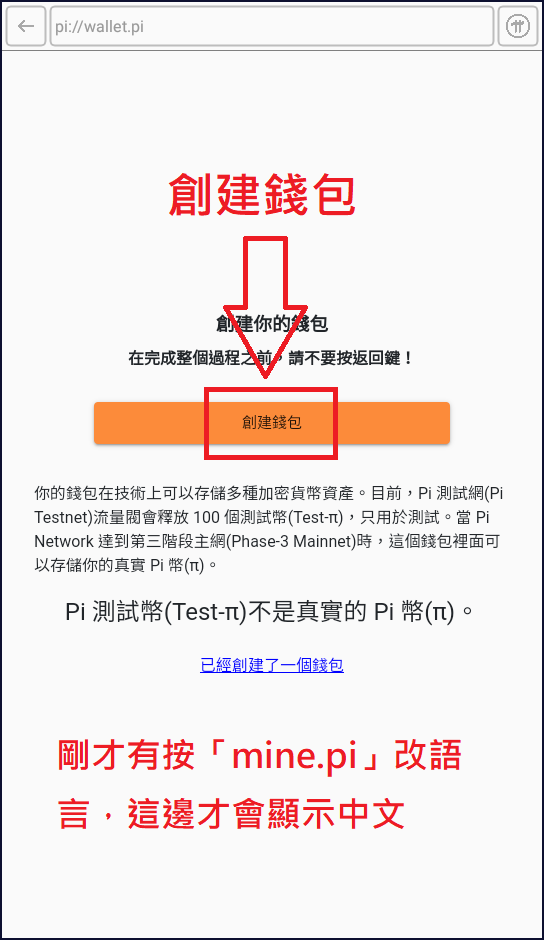 pi://wallet.pi
創建錢包
創建你的錢包
在完成整個過程之前，請不要按返回鍵！
創建錢包
你的錢包在技術上可以存儲多種加密貨幣資產。目前，Pi 測試網(Pi
Testnet)流量閥會釋放 100 個測試幣(Test-π)，只用於測試。當 Pi
Network 達到第三階段主網(Phase-3 Mainnet)時，這個錢包裡面可
以存儲你的真實 Pi 幣(π)。
Pi 測試幣(Test-π)不是真實的 Pi 幣(π)。
已經創建了一個錢包
剛才有按「mine.pi」改語
言，這邊才會顯示中文